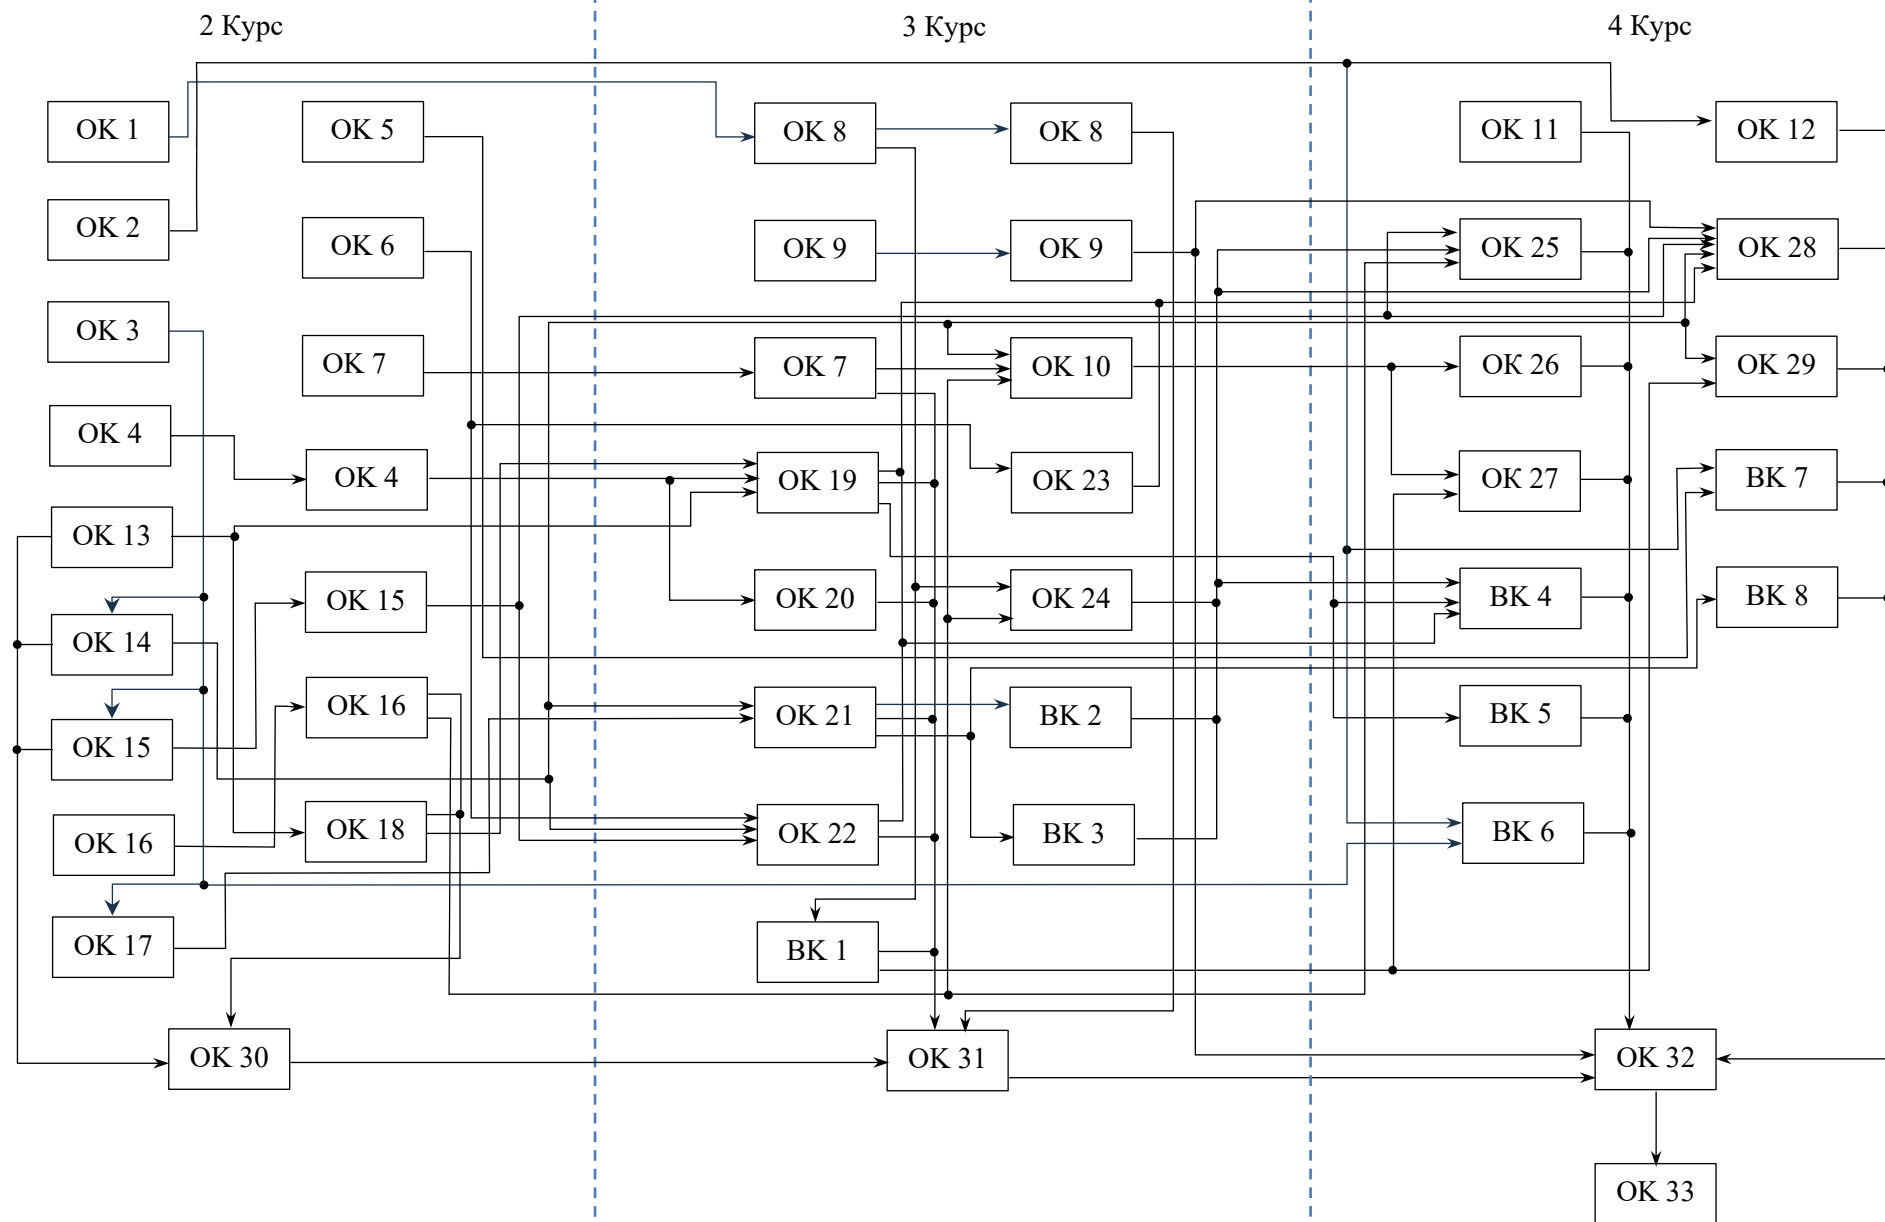 2 Курс
3 Курс
4 Курс
ОК 1
ОК 5
ОК 8
ОК 8
ОК 11
ОК 12
ОК 2
ОК 6
ОК 9
ОК 9
ОК 25
ОК 28
ОК 3
ОК 7
ОК 7
ОК 10
ОК 26
ОК 29
ОК 4
ОК 4
ОК 19
ОК 23
ОК 27
ВК 7
ОК 13
ОК 15
ОК 20
ОК 24
ВК 4
ВК 8
ОК 14
ОК 16
ОК 21
ВК 2
ВК 5
ОК 15
ОК 18
ОК 22
ВК 3
ВК 6
ОК 16
ОК 17
ВК 1
ОК 30
ОК 31
ОК 32
ОК 33